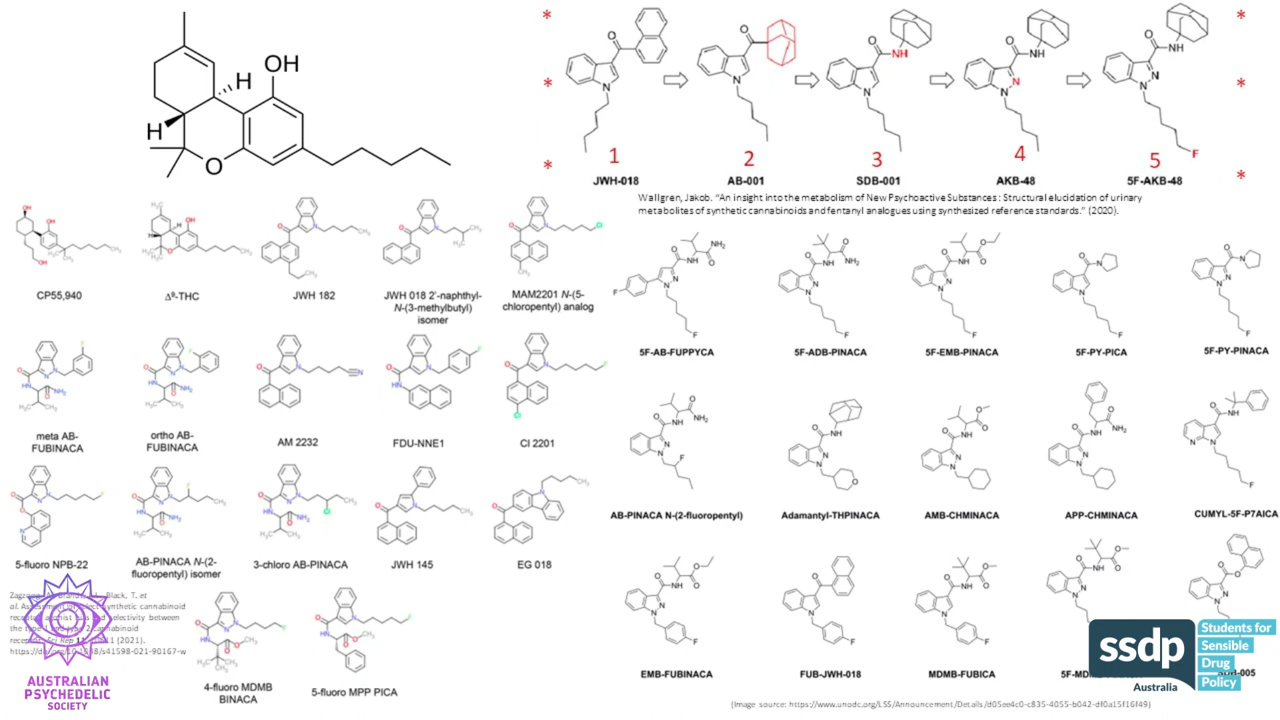 OH
H
H
O
* *
1 2 3 4 5
JWH-018 AB-001 SDB-001 AKB-48 5F-AKB-48
Wallgren, Jakob. "An insight into the metabolism of New Psychoactive Substances: Structural elucidation of urinary
metabolites of synthetic cannabinoids and fentanyl analogues using synthesized reference standards." (2020).
CP55,940 Δ⁹-THC JWH 182 JWH 018 2'-naphthyl-
N-(3-methylbutyl)
isomer
MAM2201 N-(5-
chloropentyl) analog
5F-AB-FUPPYCA 5F-ADB-PINACA 5F-EMB-PINACA 5F-PY-PICA 5F-PY-PINACA
meta AB-
FUBINACA
ortho AB-
FUBINACA
AM 2232 FDU-NNE1 Cl 2201
AB-PINACA N-(2-fluoropentyl) Adamantyl-THPINACA AMB-CHMINACA APP-CHMINACA CUMYL-5F-P7AICA
5-fluoro NPB-22 AB-PINACA N-(2-
fluoropentyl) isomer
3-chloro AB-PINACA JWH 145 EG 018
EMB-FUBINACA FUB-JWH-018 MDMB-FUBICA
4-fluoro MDMB
BINACA
5-fluoro MPP PICA
AUSTRALIAN
PSYCHEDELIC
SOCIETY
ssdp
Australia
Students for
Sensible
Drug
Policy
(Image source: https://www.unodc.org/LSS/Announcement/Details/d05ee4c0-c835-4055-b042-df0a15f16f49)